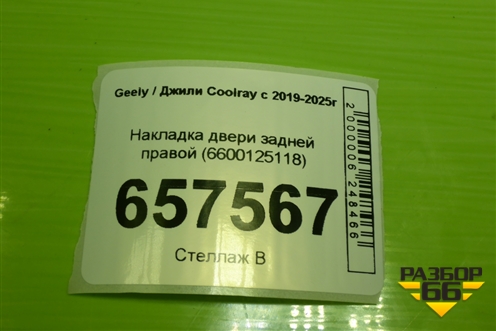 Geely / Джили Coolray с 2019-2025г
Накладка двери задней
правой (6600125118)
657567
Стеллаж В
2000006248466
РАЗБОР
66